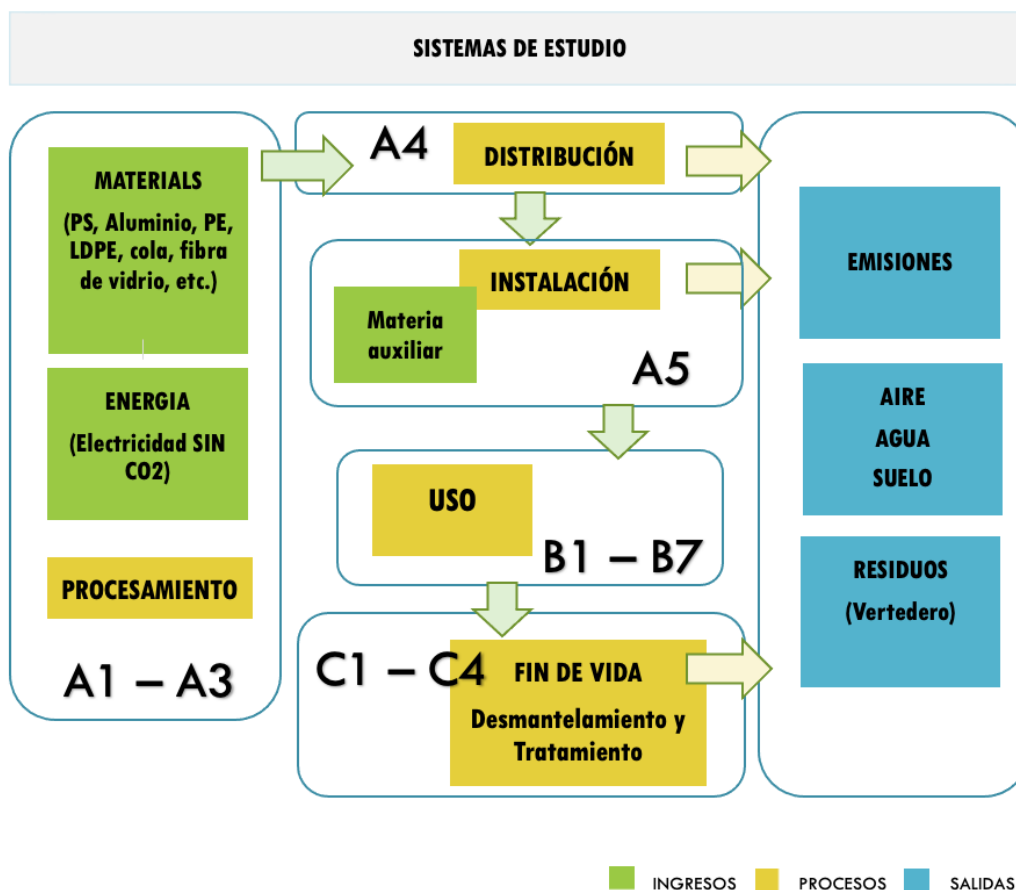 SISTEMAS DE ESTUDIO
MATERIALS
(PS, Aluminio, PE,
LDPE, cola, fibra
de vidrio, etc.)
ENERGIA
(Electricidad SIN
CO2)
PROCESAMIENTO
A1 – A3
A4
DISTRIBUCIÓN
INSTALACIÓN
Materia
auxiliar
A5
USO
B1 – B7
C1 – C4
FIN DE VIDA
Desmantelamiento y
Tratamiento
EMISIONES
AIRE
AGUA
SUELO
RESIDUOS
(Vertedero)
INGRESOS
PROCESOS
SALIDAS